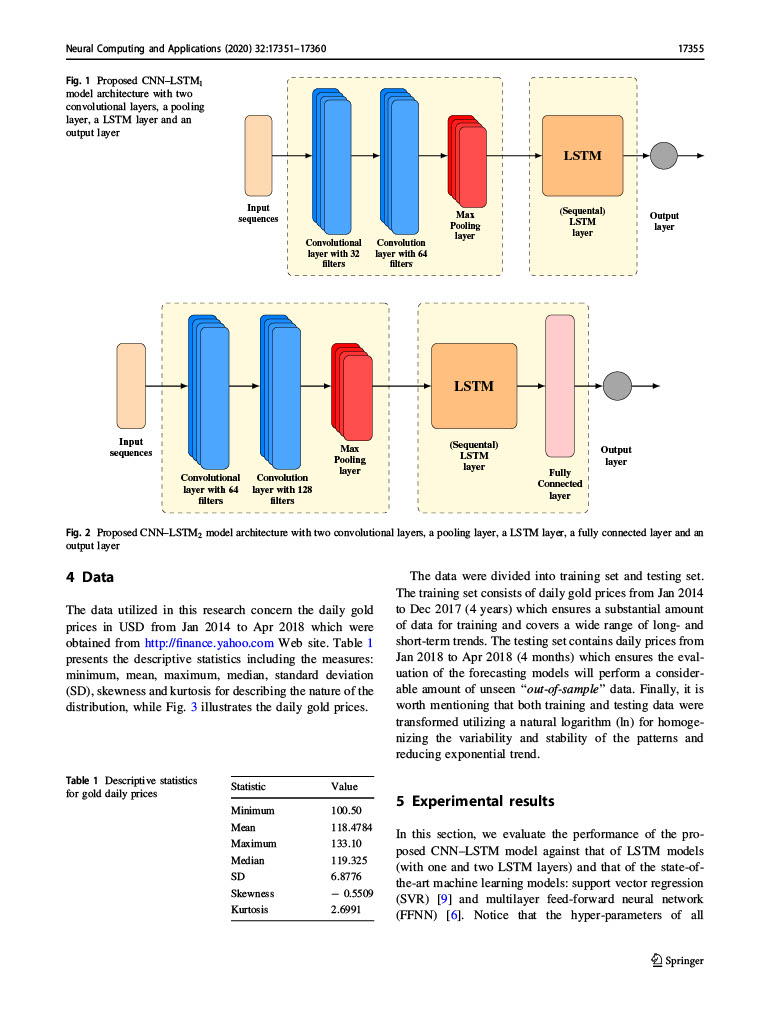 Neural Computing and Applications (2020) 32:17351–17360
17355
Fig. 1 Proposed CNN–LSTM1
model architecture with two
convolutional layers, a pooling
layer, a LSTM layer and an
output layer
Input
sequences
Convolutional
layer with 32
filters
Convolution
layer with 64
filters
Max
Pooling
layer
LSTM
(Sequental)
LSTM
layer
Output
layer
Input
sequences
Convolutional
layer with 64
filters
Convolution
layer with 128
filters
Max
Pooling
layer
LSTM
(Sequental)
LSTM
layer
Fully
Connected
layer
Output
layer
Fig. 2 Proposed CNN–LSTM2 model architecture with two convolutional layers, a pooling layer, a LSTM layer, a fully connected layer and an
output layer
4 Data
The data utilized in this research concern the daily gold
prices in USD from Jan 2014 to Apr 2018 which were
obtained from http://finance.yahoo.com Web site. Table 1
presents the descriptive statistics including the measures:
minimum, mean, maximum, median, standard deviation
(SD), skewness and kurtosis for describing the nature of the
distribution, while Fig. 3 illustrates the daily gold prices.
Table 1 Descriptive statistics
for gold daily prices
Statistic Value
Minimum 100.50
Mean 118.4784
Maximum 133.10
Median 119.325
SD 6.8776
Skewness − 0.5509
Kurtosis 2.6991
The data were divided into training set and testing set.
The training set consists of daily gold prices from Jan 2014
to Dec 2017 (4 years) which ensures a substantial amount
of data for training and covers a wide range of long- and
short-term trends. The testing set contains daily prices from
Jan 2018 to Apr 2018 (4 months) which ensures the eval-
uation of the forecasting models will perform a consider-
able amount of unseen “out-of-sample” data. Finally, it is
worth mentioning that both training and testing data were
transformed utilizing a natural logarithm (ln) for homoge-
nizing the variability and stability of the patterns and
reducing exponential trend.
5 Experimental results
In this section, we evaluate the performance of the pro-
posed CNN–LSTM model against that of LSTM models
(with one and two LSTM layers) and that of the state-of-
the-art machine learning models: support vector regression
(SVR) [9] and multilayer feed-forward neural network
(FFNN) [6]. Notice that the hyper-parameters of all
Springer